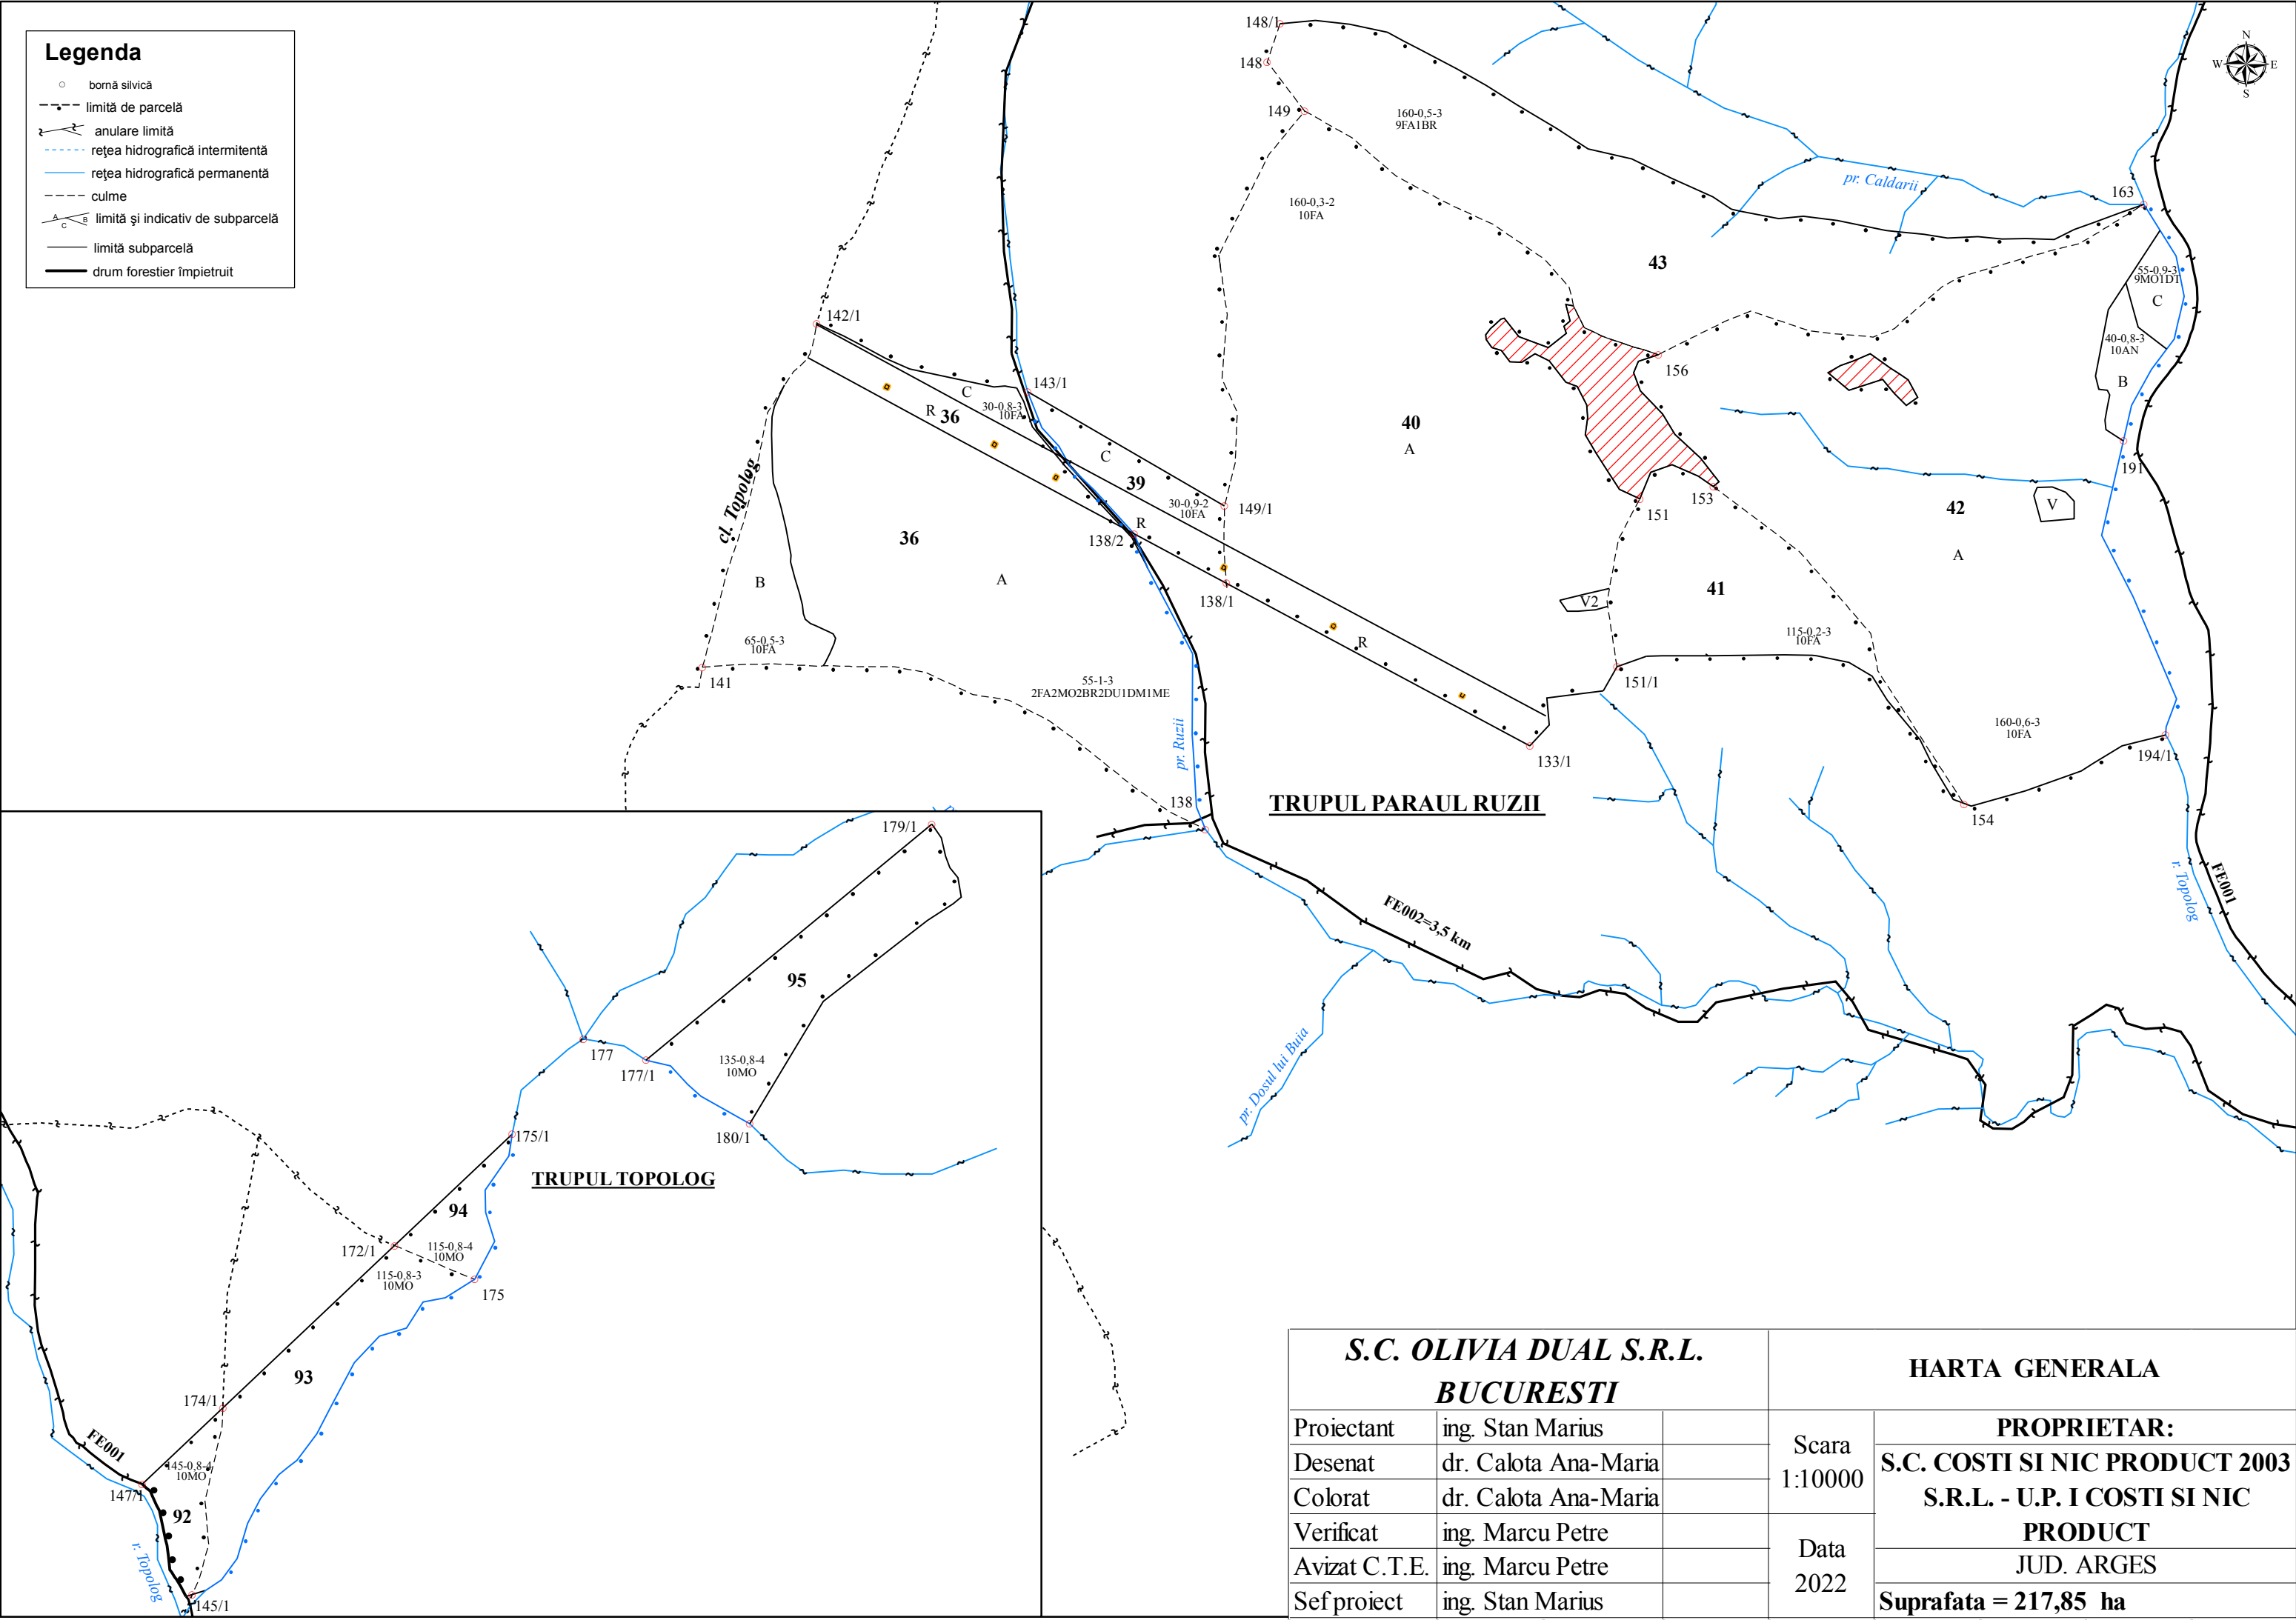 Legenda
bornă silvică
limită de parcelă
anulare limită
rețea hidrografică intermitentă
rețea hidrografică permanentă
culme
A B C limită și indicativ de subparcelă
limită subparcelă
drum forestier împietruit
N
W E
S
148/1
148
149
160-0,5-3
9FA1BR
160-0,3-2
10FA
pr. Caldarii
163
43
55-0,9-3
9MO1DT
C
40-0,8-3
10AN
B
142/1
143/1
C
30-0,8-3
10FA
R 36
156
40
A
C
39
30-0,9-2
10FA
149/1
cl. Topolog
36
138/2
R
151
153
191
V
42
A
B
A
138/1
V2
41
65-0,5-3
10FA
141
R
115-0,2-3
10FA
151/1
55-1-3
2FA2MO2BR2DU1DM1ME
pr. Ruzii
160-0,6-3
10FA
194/1
133/1
138
TRUPUL PARAUL RUZII
154
r. Topolog
FE001
FE002=3,5 km
pr. Dosul lui Buia
179/1
95
177
177/1
135-0,8-4
10MO
180/1
175/1
TRUPUL TOPOLOG
94
172/1
115-0,8-4
10MO
115-0,8-3
10MO
175
93
174/1
FE001
145-0,8-4
10MO
147/1
92
r. Topolog
145/1
S.C. OLIVIA DUAL S.R.L.
BUCURESTI
HARTA GENERALA
Proiectant ing. Stan Marius
Desenat dr. Calota Ana-Maria
Colorat dr. Calota Ana-Maria
Verificat ing. Marcu Petre
Avizat C.T.E. ing. Marcu Petre
Sef proiect ing. Stan Marius
Scara
1:10000
Data
2022
PROPRIETAR:
S.C. COSTI SI NIC PRODUCT 2003
S.R.L. - U.P. I COSTI SI NIC
PRODUCT
JUD. ARGES
Suprafata = 217,85 ha